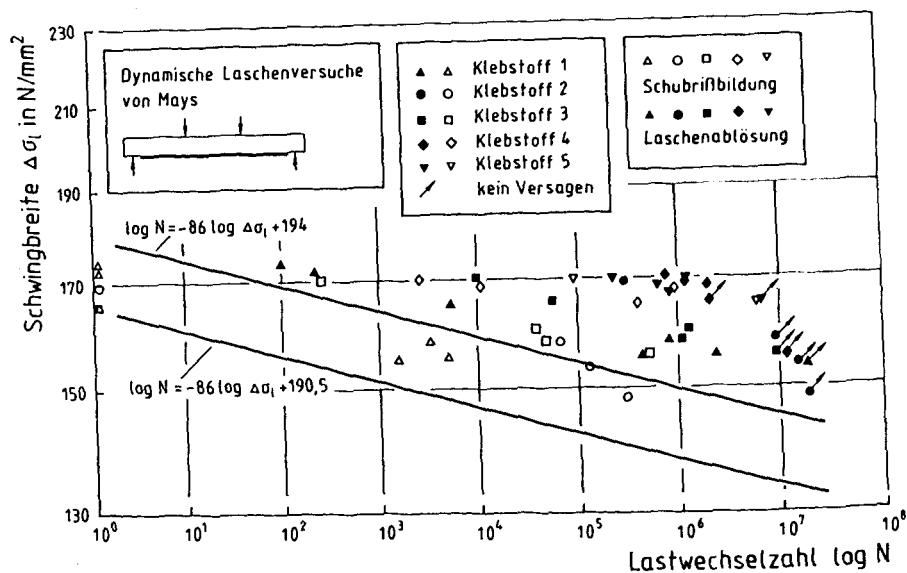 Schwingbreite Δσₗ in N/mm²
230
210
190
170
150
130
Dynamische Laschenversuche
von Mays
Klebstoff 1
Klebstoff 2
Klebstoff 3
Klebstoff 4
Klebstoff 5
kein Versagen
Schubrißbildung
Laschenablösung
log N = -86 log Δσₗ + 194
log N = -86 log Δσₗ + 190,5
10⁰ 10¹ 10² 10³ 10⁴ 10⁵ 10⁶ 10⁷ 10⁸
Lastwechselzahl log N